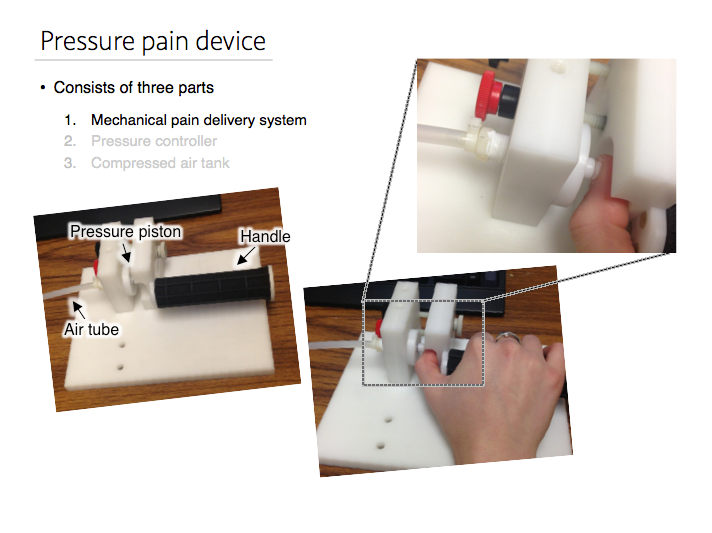 Pressure pain device
• Consists of three parts
1. Mechanical pain delivery system
2. Pressure controller
3. Compressed air tank
Pressure piston
Handle
Air tube